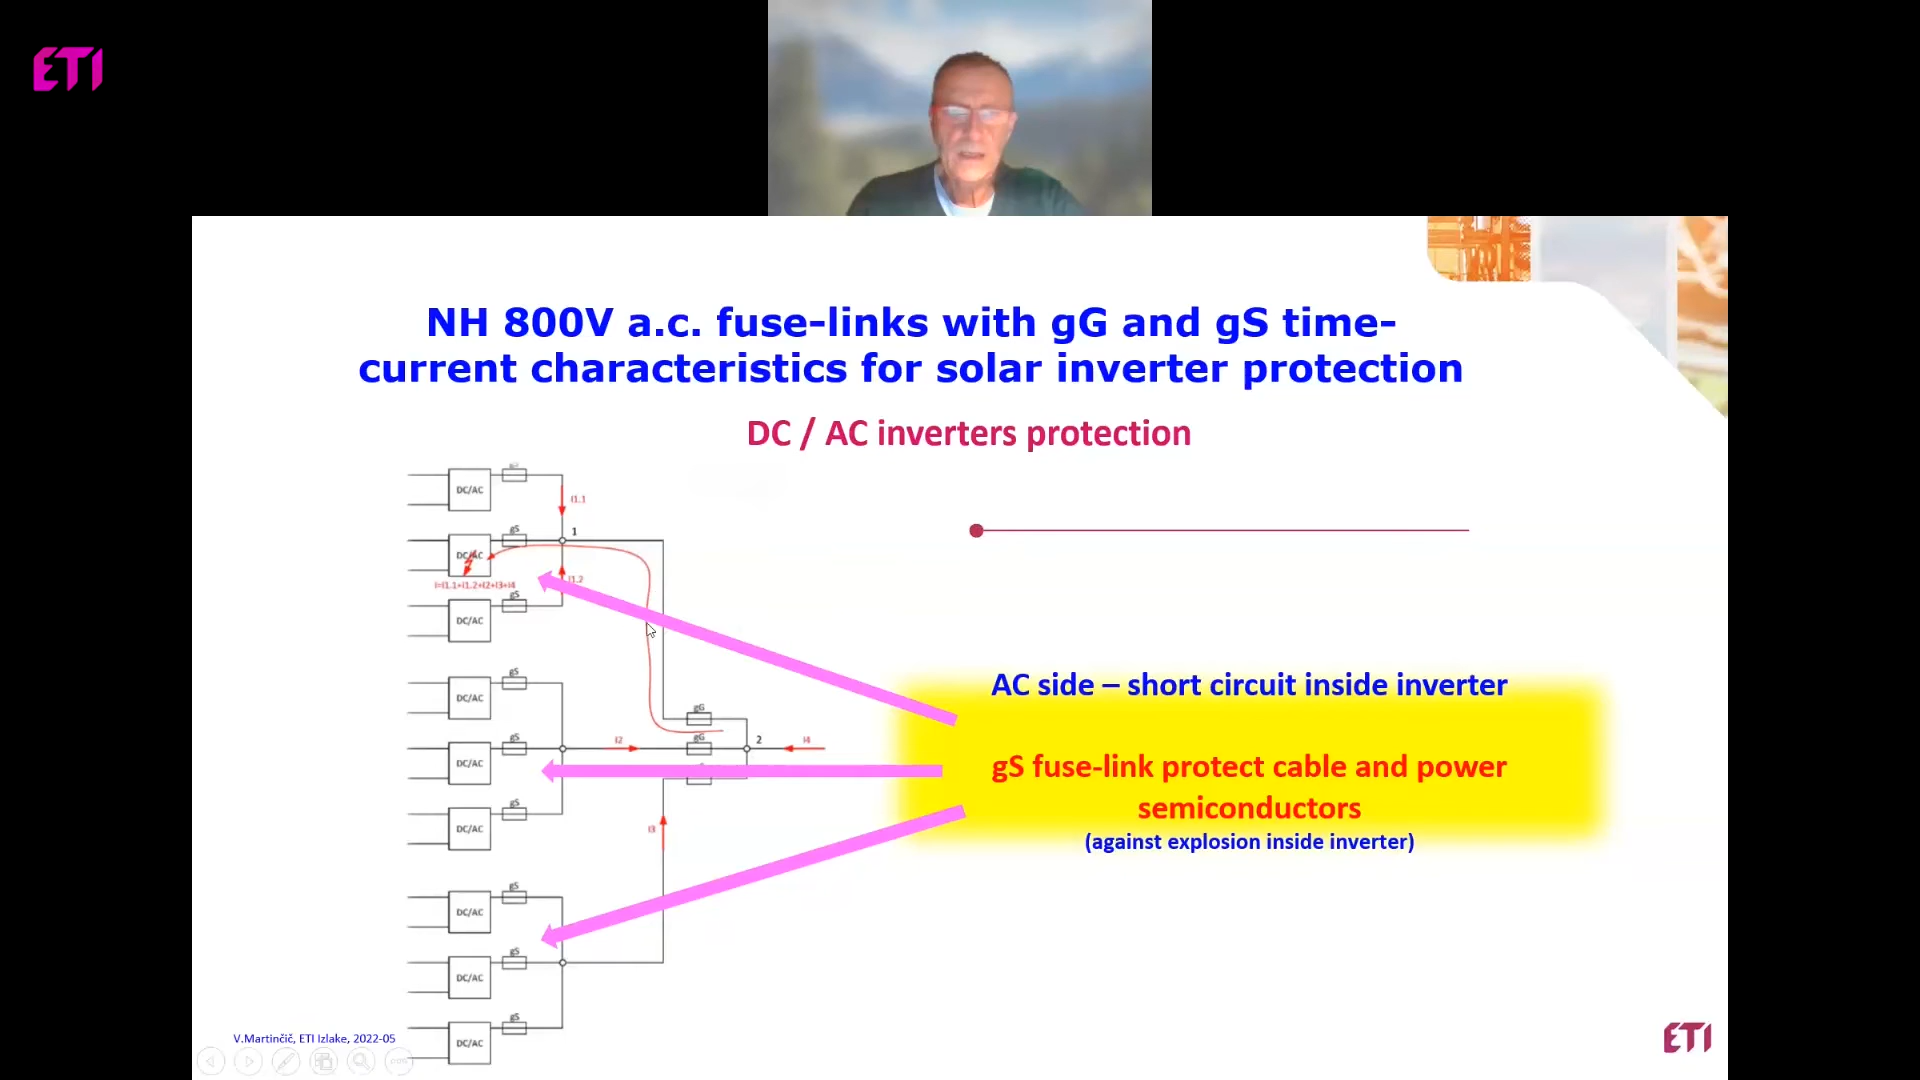 ETI
NH 800V a.c. fuse-links with gG and gS time-
current characteristics for solar inverter protection
DC / AC inverters protection
DC/AC
I1.1
gS
1
DC/AC
I=I1.1+I1.2+I2+I3+I4
I1.2
gS
DC/AC
gS
DC/AC
gS
DC/AC
gS
DC/AC
gG
gG
2
I2
I4
I3
AC side – short circuit inside inverter
gS fuse-link protect cable and power
semiconductors
(against explosion inside inverter)
gS
DC/AC
gS
DC/AC
gS
DC/AC
V.Martinčič, ETI Izlake, 2022-05
ETI